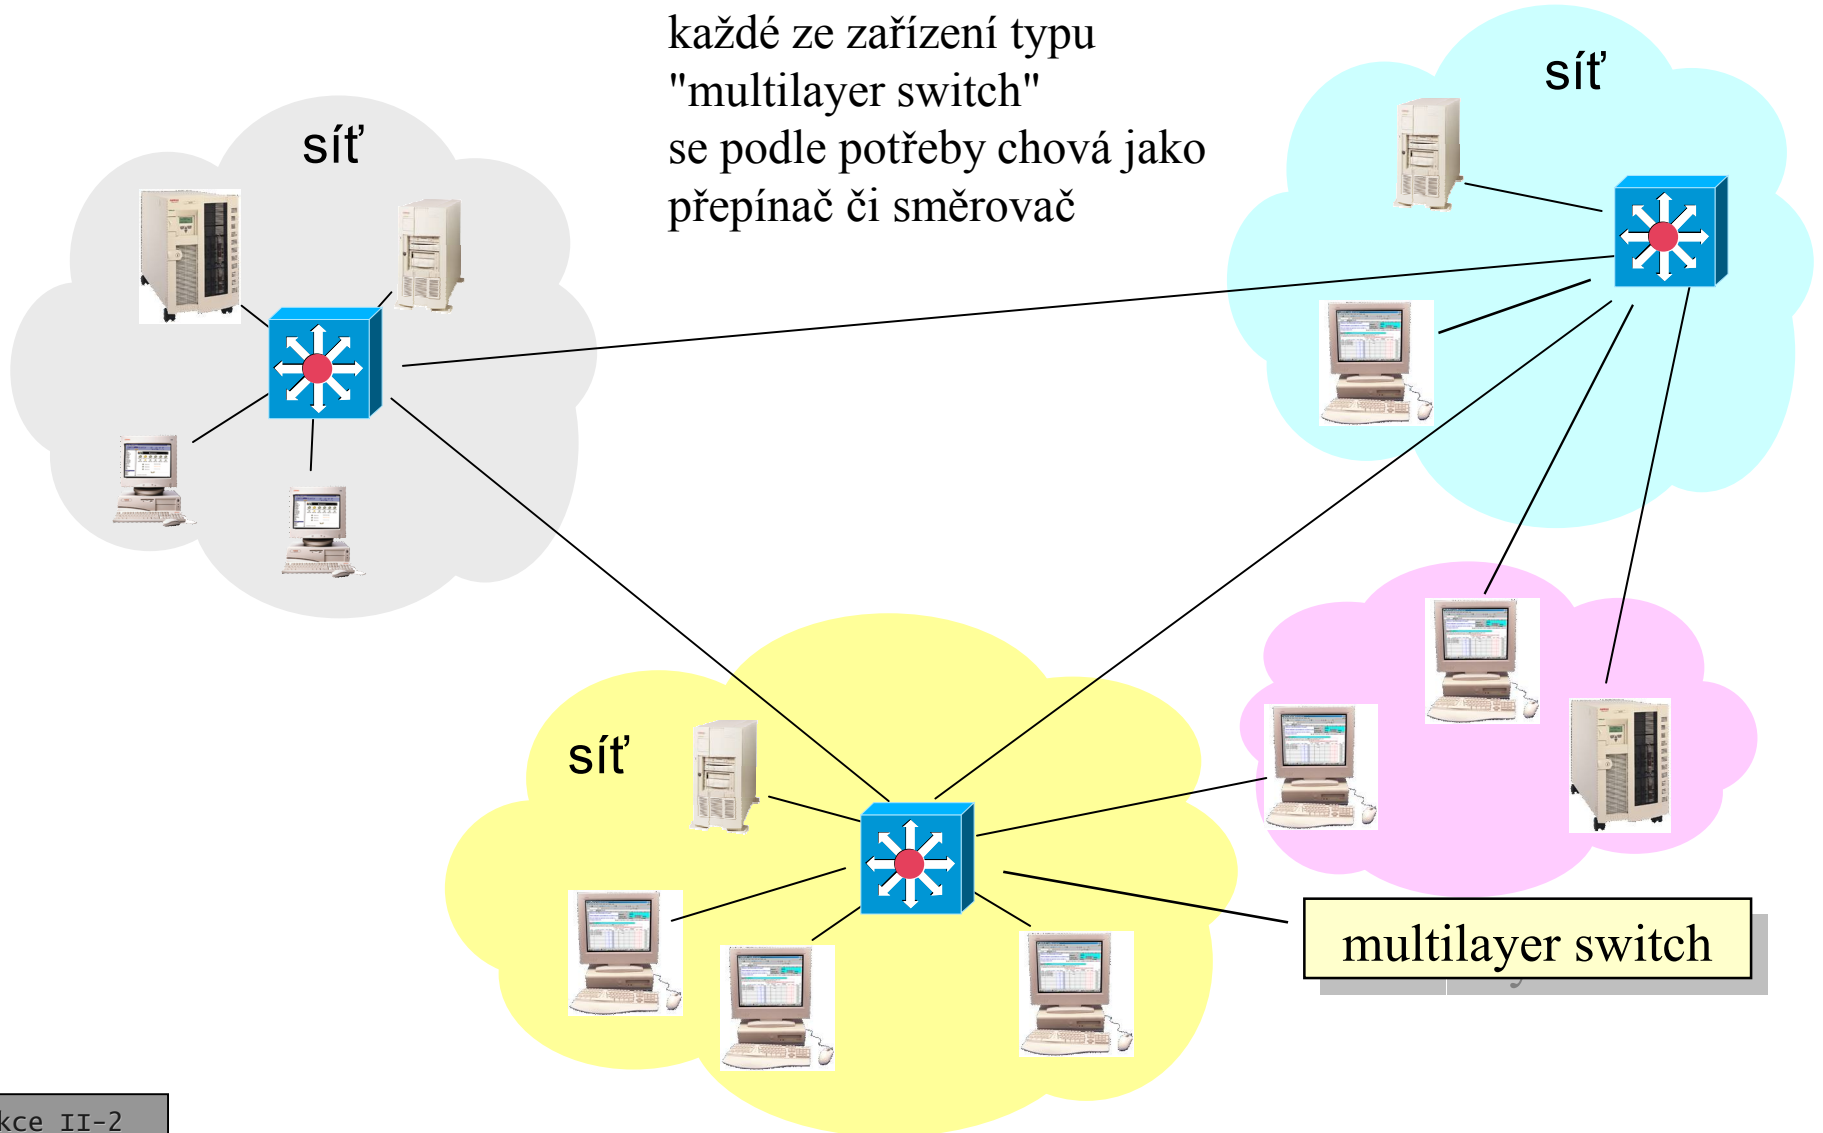 každé ze zařízení typu
"multilayer switch"
se podle potřeby chová jako
přepínač či směrovač
síť
síť
síť
multilayer switch
kce II-2